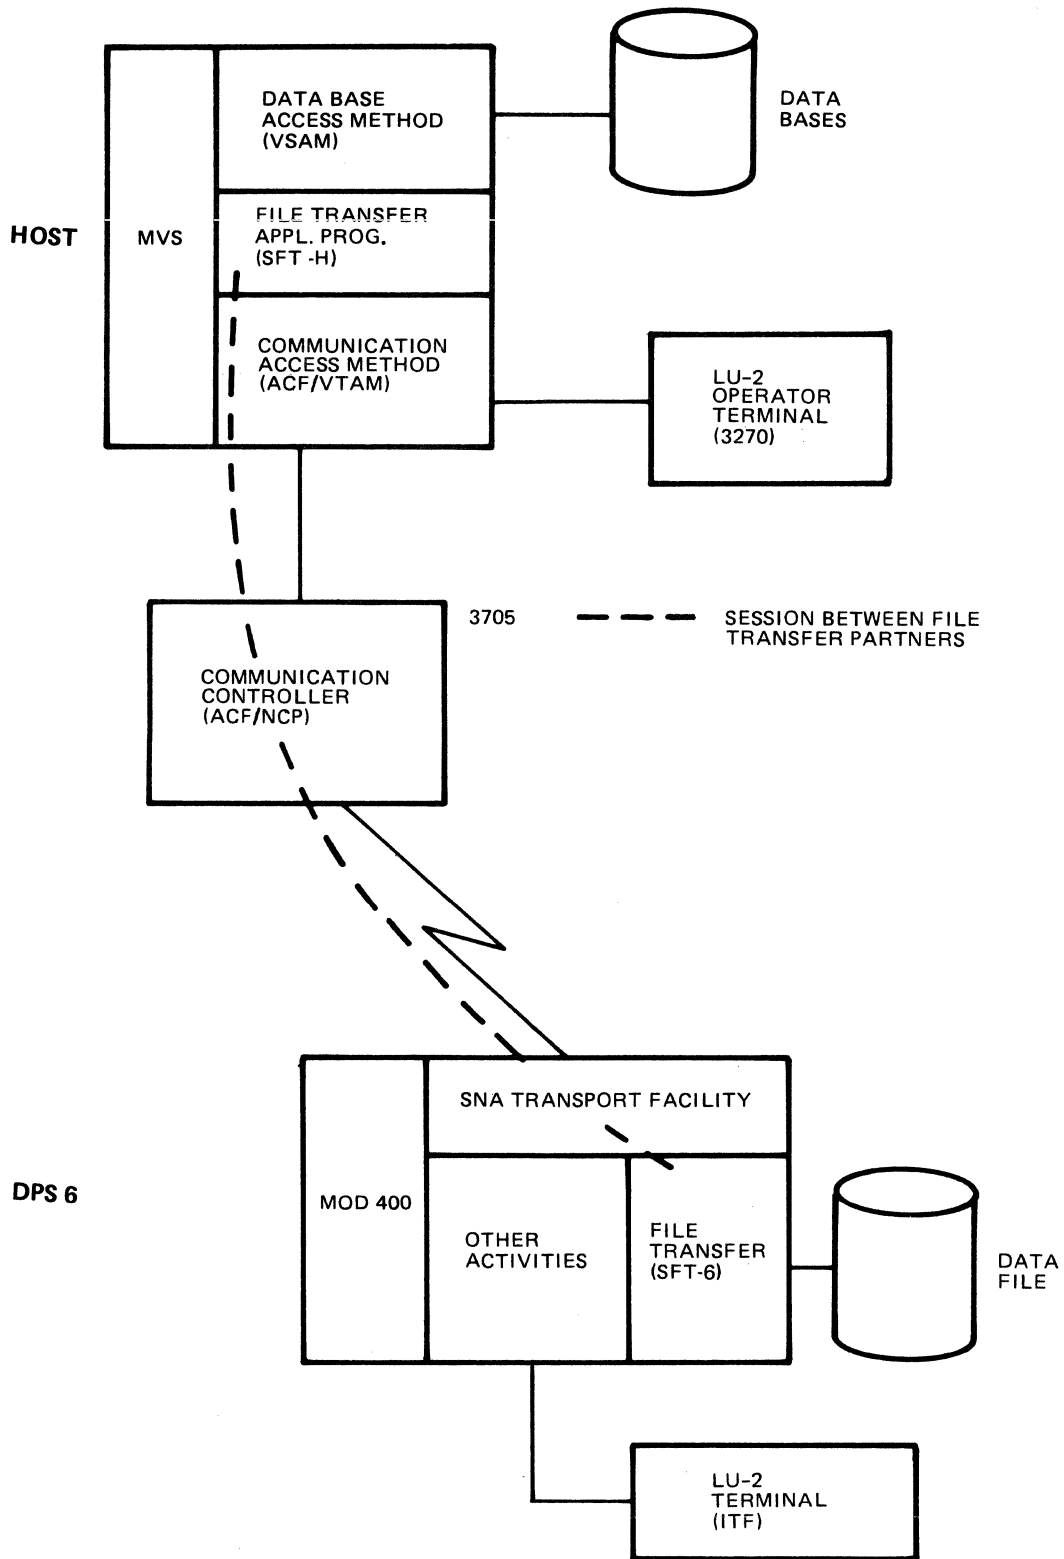 DATA BASE
ACCESS METHOD
(VSAM)
DATA
BASES
HOST
MVS
FILE TRANSFER
APPL. PROG.
(SFT -H)
COMMUNICATION
ACCESS METHOD
(ACF/VTAM)
LU-2
OPERATOR
TERMINAL
(3270)
3705
SESSION BETWEEN FILE
TRANSFER PARTNERS
COMMUNICATION
CONTROLLER
(ACF/NCP)
SNA TRANSPORT FACILITY
DPS 6
MOD 400
OTHER
ACTIVITIES
FILE
TRANSFER
(SFT-6)
DATA
FILE
LU-2
TERMINAL
(ITF)